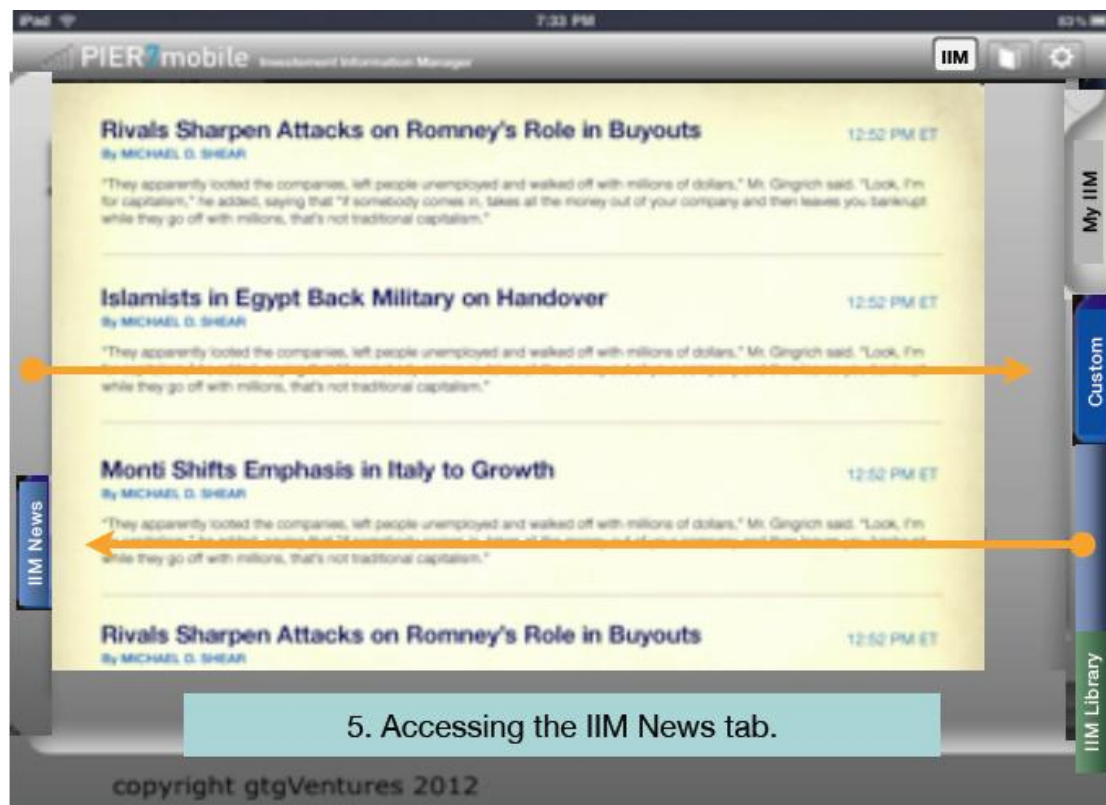 iPad 7:33 PM 83%
PIER7mobile Investement Information Manager IIM
Rivals Sharpen Attacks on Romney's Role in Buyouts 12:52 PM ET
By MICHAEL D. SHEAR
"They apparently looted the companies, left people unemployed and walked off with millions of dollars," Mr. Gingrich said. "Look, I'm
for capitalism," he added, saying that "if somebody comes in, takes all the money out of your company and then leaves you bankrupt
while they go off with millions, that's not traditional capitalism."
Islamists in Egypt Back Military on Handover 12:52 PM ET
By MICHAEL D. SHEAR
"They apparently looted the companies, left people unemployed and walked off with millions of dollars," Mr. Gingrich said. "Look, I'm
while they go off with millions, that's not traditional capitalism."
Monti Shifts Emphasis in Italy to Growth 12:52 PM ET
By MICHAEL D. SHEAR
"They apparently looted the companies, left people unemployed and walked off with millions of dollars," Mr. Gingrich said. "Look, I'm
while they go off with millions, that's not traditional capitalism."
Rivals Sharpen Attacks on Romney's Role in Buyouts 12:52 PM ET
By MICHAEL D. SHEAR
My IIM
Custom
IIM Library
IIM News
5. Accessing the IIM News tab.
copyright gtgVentures 2012